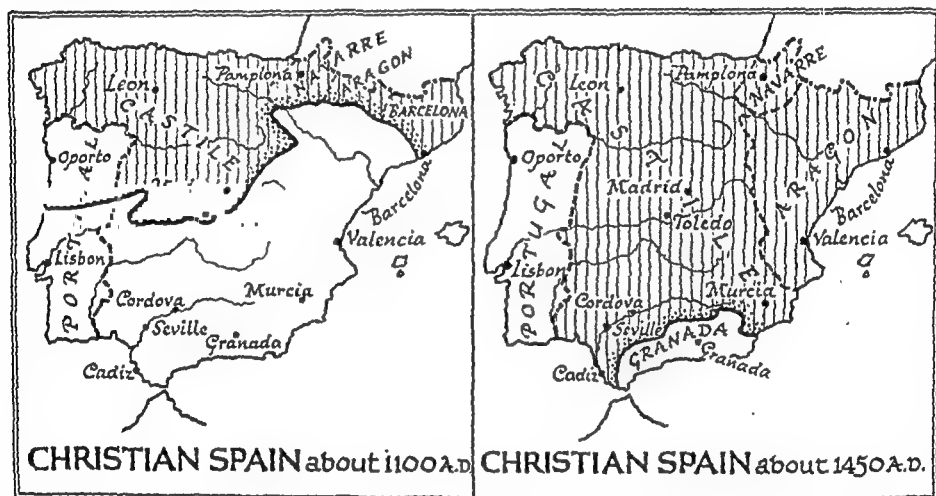 NAVARRE
ARAGON
Pamplona
Leon
BARCELONA
CASTILE
Oporto
Barcelona
Valencia
PORTUGAL
Lisbon
Cordova
Murcia
Seville
Granada
Cadiz
CHRISTIAN SPAIN about 1100 A.D.
Pamplona
NAVARRE
Leon
CASTILE
ARAGON
Oporto
Madrid
Barcelona
Toledo
Valencia
PORTUGAL
Lisbon
Cordova
Murcia
Seville
GRANADA
Granada
Cadiz
CHRISTIAN SPAIN about 1450 A.D.